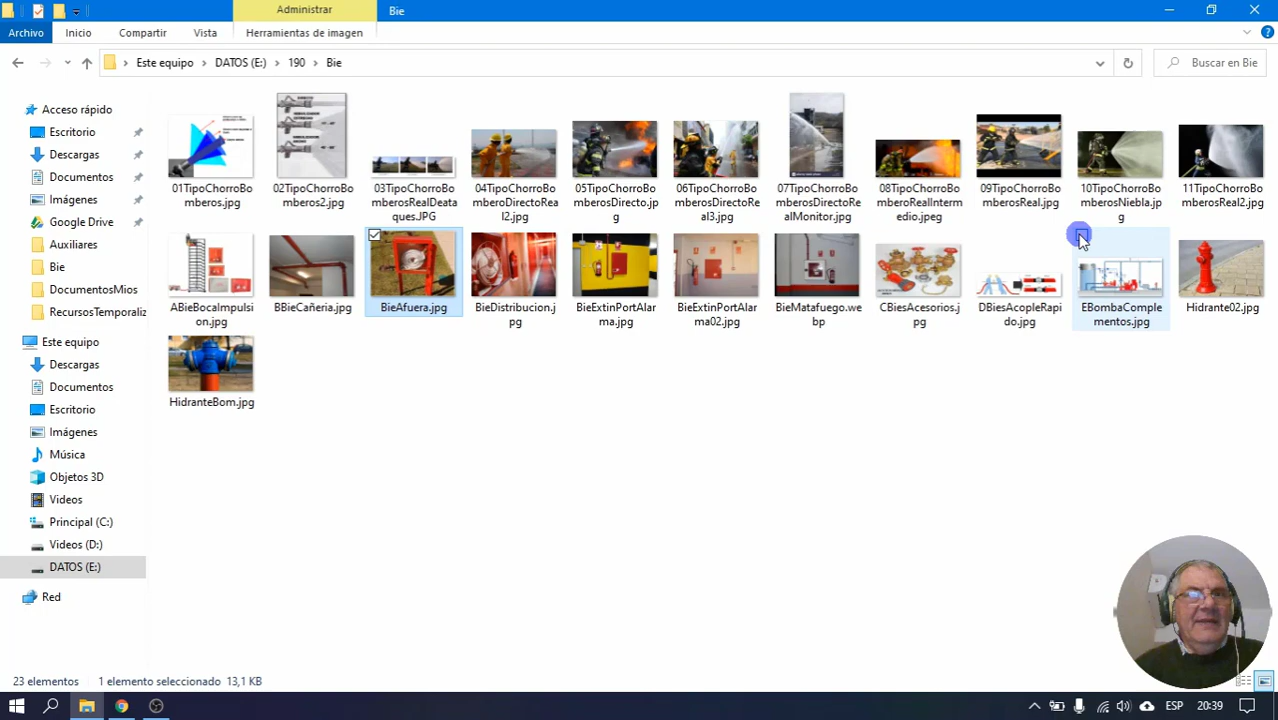 Administrar
Bie
Archivo
Inicio
Compartir
Vista
Herramientas de imagen
Este equipo
DATOS (E:)
190
Bie
Buscar en Bie
Acceso rápido
Escritorio
Descargas
Documentos
Imágenes
Google Drive
Auxiliares
Bie
DocumentosMios
RecursosTemporaliz
Este equipo
Descargas
Documentos
Escritorio
Imágenes
Música
Objetos 3D
Videos
Principal (C:)
Videos (D:)
DATOS (E:)
Red
01TipoChorroBo
mberos.jpg
02TipoChorroBo
mberos2.jpg
03TipoChorroBo
mberosRealDeata
ques.JPG
04TipoChorroBo
mberoDirectoRea
l2.jpg
05TipoChorroBo
mberosDirecto.jp
g
06TipoChorroBo
mberosDirectoRe
al3.jpg
07TipoChorroBo
mberosDirectoRe
alMonitor.jpg
08TipoChorroBo
mberoRealInterm
edio.jpeg
09TipoChorroBo
mberosReal.jpg
10TipoChorroBo
mberosNiebla.jp
g
11TipoChorroBo
mberosReal2.jpg
ABieBocaImpulsi
on.jpg
BBieCañeria.jpg
BieAfuera.jpg
BieDistribucion.j
pg
BieExtinPortAlar
ma.jpg
BieExtinPortAlar
ma02.jpg
BieMatafuego.we
bp
CBiesAcesorios.j
pg
DBiesAcopleRapi
do.jpg
EBombaComple
mentos.jpg
Hidrante02.jpg
HidranteBom.jpg
23 elementos
1 elemento seleccionado 13,1 KB
ESP
20:39